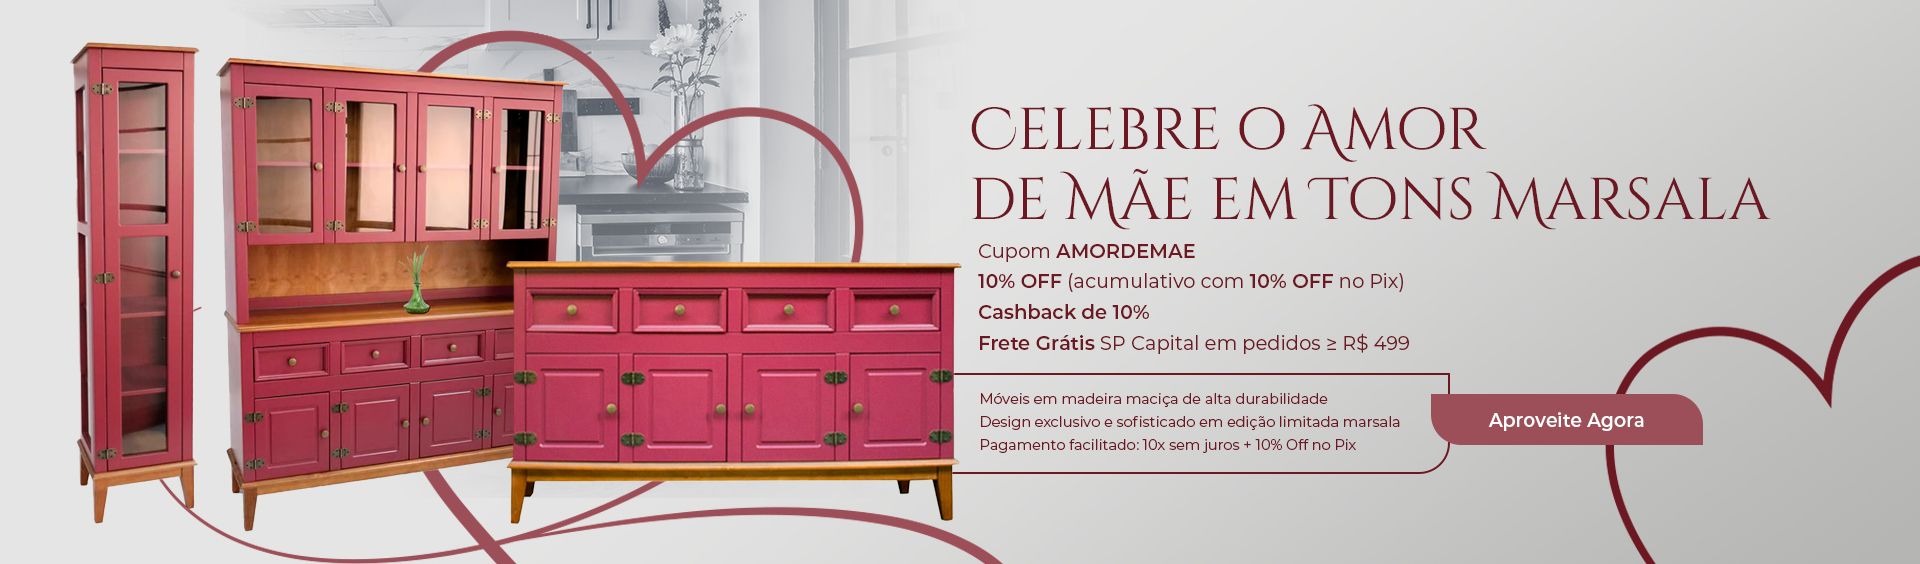 Celebre o Amor
de Mãe em Tons Marsala
Cupom AMORDEMAE
10% OFF (acumulativo com 10% OFF no Pix)
Cashback de 10%
Frete Grátis SP Capital em pedidos ≥ R$ 499
Móveis em madeira maciça de alta durabilidade
Design exclusivo e sofisticado em edição limitada marsala
Pagamento facilitado: 10x sem juros + 10% Off no Pix
Aproveite Agora